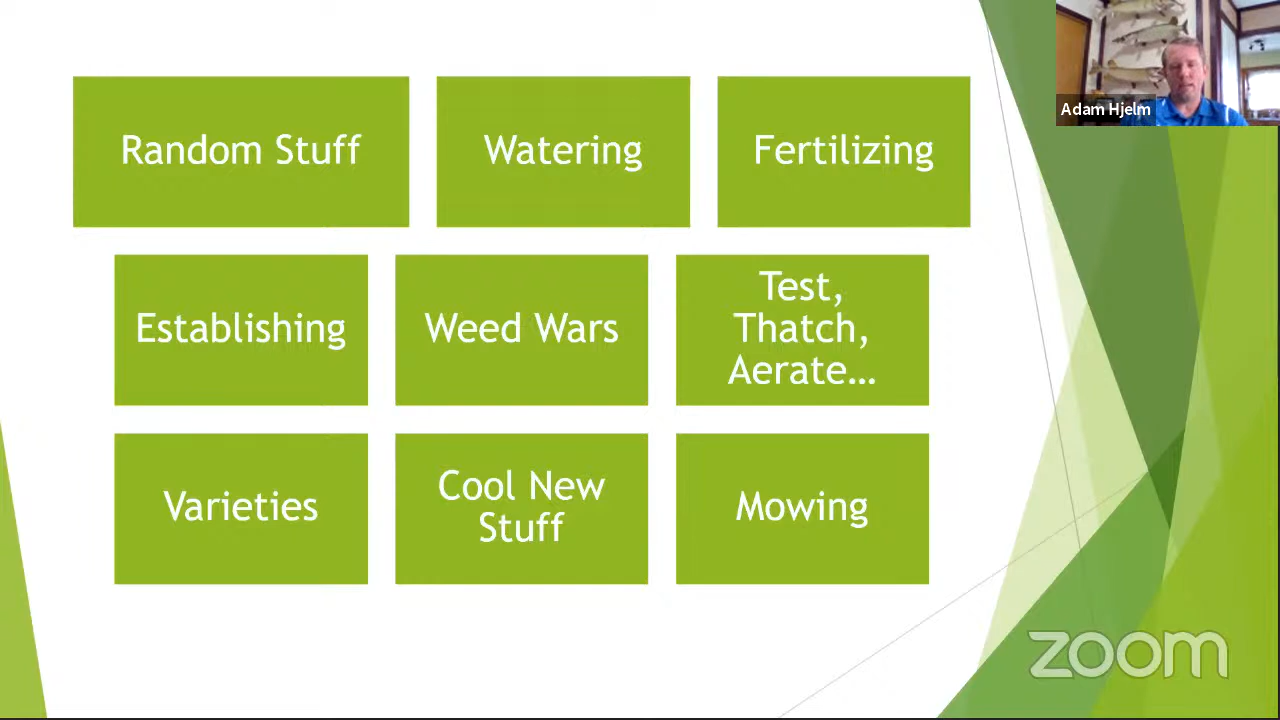 Adam Hjelm
Random Stuff
Watering
Fertilizing
Establishing
Weed Wars
Test,
Thatch,
Aerate…
Varieties
Cool New
Stuff
Mowing
zoom